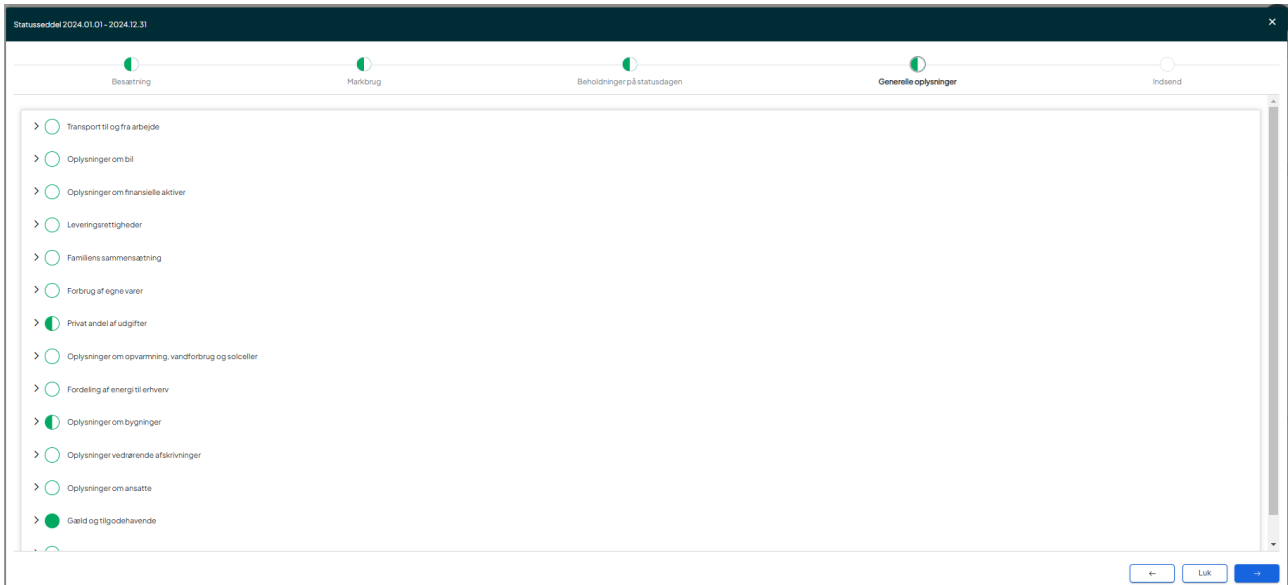 Statusseddel 2024.01.01 - 2024.12.31
Besætning
Markbrug
Beholdninger på statusdagen
Generelle oplysninger
Indsend
Transport til og fra arbejde
Oplysninger om bil
Oplysninger om finansielle aktiver
Leveringsrettigheder
Familiens sammensætning
Forbrug af egne varer
Privat andel af udgifter
Oplysninger om opvarmning, vandforbrug og solceller
Fordeling af energi til erhverv
Oplysninger om bygninger
Oplysninger vedrørende afskrivninger
Oplysninger om ansatte
Gæld og tilgodehavende
Luk